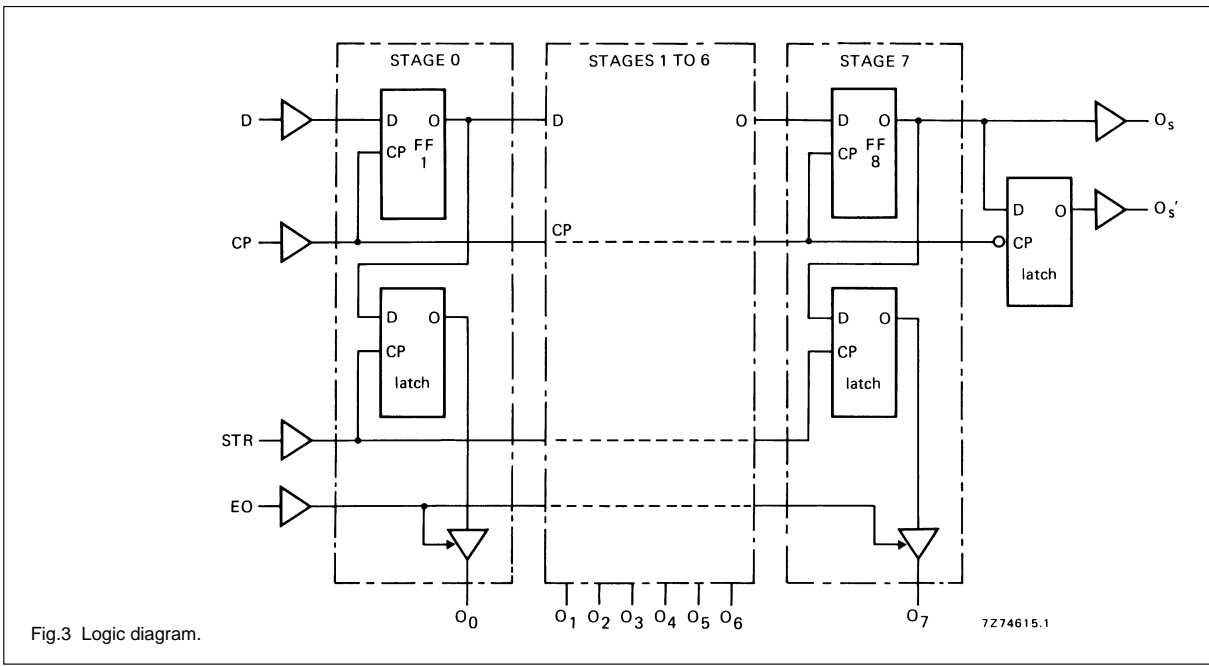 STAGE 0
STAGES 1 TO 6
STAGE 7
D
D O
FF
1
CP
D
O
D O
FF
8
CP
Os
D O
CP
latch
Os'
CP
CP
D O
CP
latch
D O
CP
latch
STR
EO
O0
O1 O2 O3 O4 O5 O6
O7
7Z74615.1
Fig.3 Logic diagram.